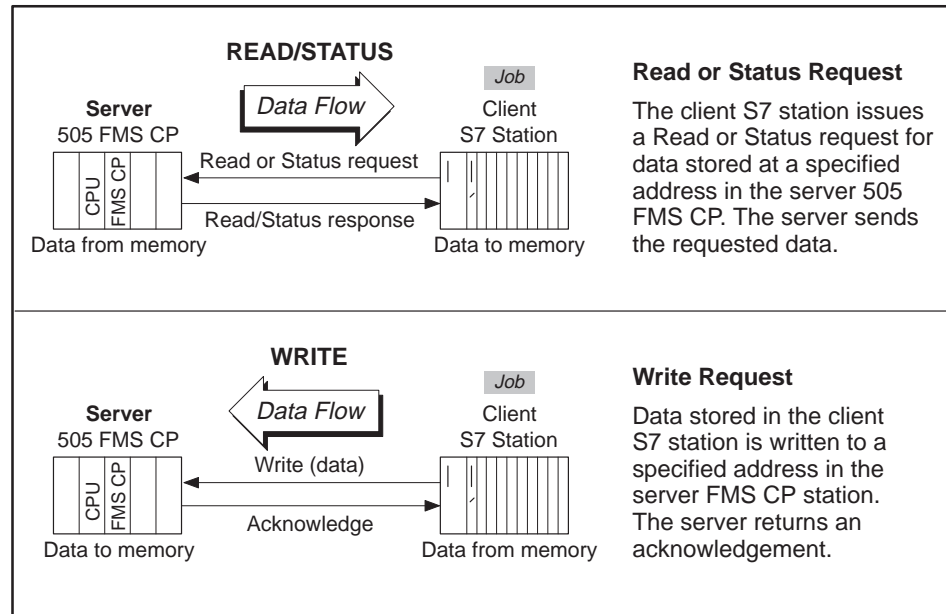 READ/STATUS
Data Flow
Job
Server
505 FMS CP
Client
S7 Station
CPU
FMS CP
Read or Status request
Read/Status response
Data from memory
Data to memory
Read or Status Request
The client S7 station issues
a Read or Status request for
data stored at a specified
address in the server 505
FMS CP. The server sends
the requested data.
WRITE
Data Flow
Job
Server
505 FMS CP
Client
S7 Station
CPU
FMS CP
Write (data)
Acknowledge
Data to memory
Data from memory
Write Request
Data stored in the client
S7 station is written to a
specified address in the
server FMS CP station.
The server returns an
acknowledgement.